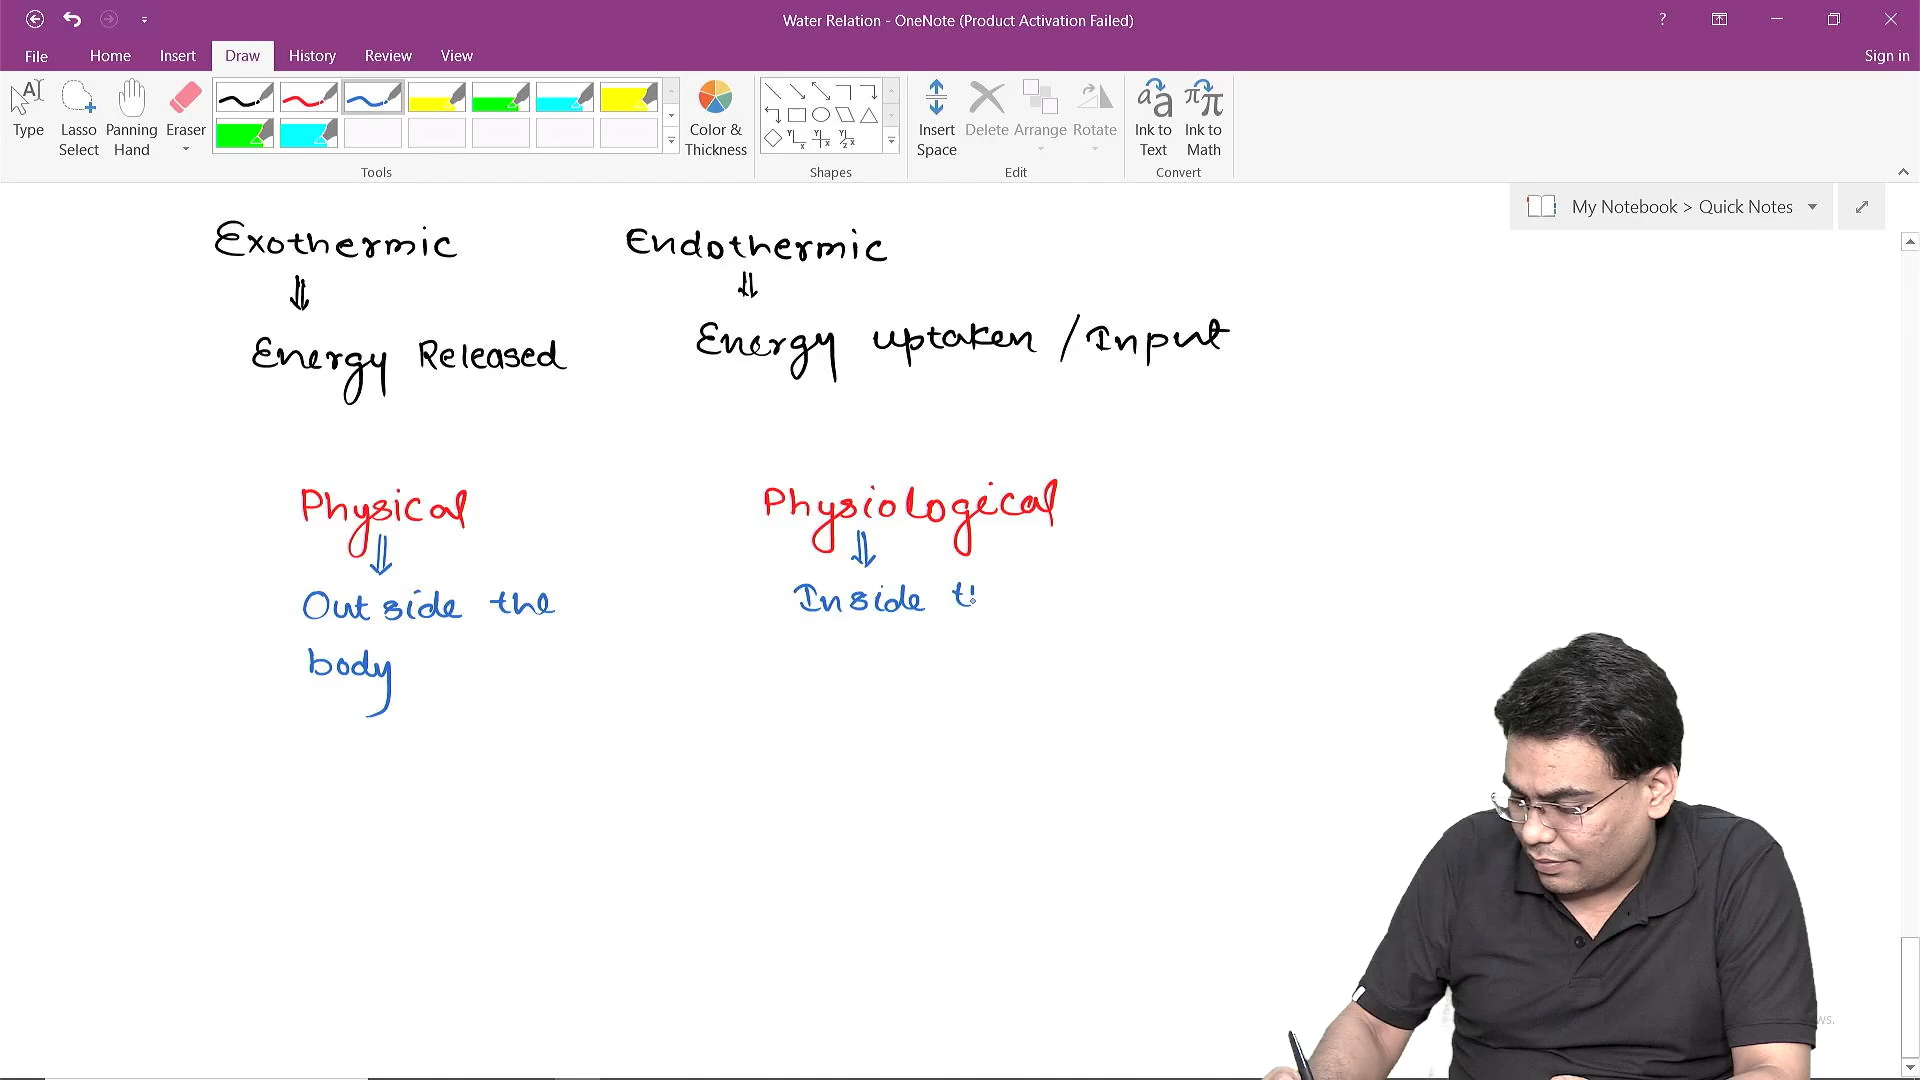 Water Relation - OneNote (Product Activation Failed)
?
File Home Insert Draw History Review View
Sign in
Type
Lasso Select
Panning Hand
Eraser
Color & Thickness
Insert Space
Delete
Arrange
Rotate
Ink to Text
Ink to Math
Tools
Shapes
Edit
Convert
My Notebook > Quick Notes
Exothermic Endothermic
⇓ ⇓
Energy Released Energy uptaken / Input
Physical Physiological
⇓ ⇓
Outside the Inside
body
ws.